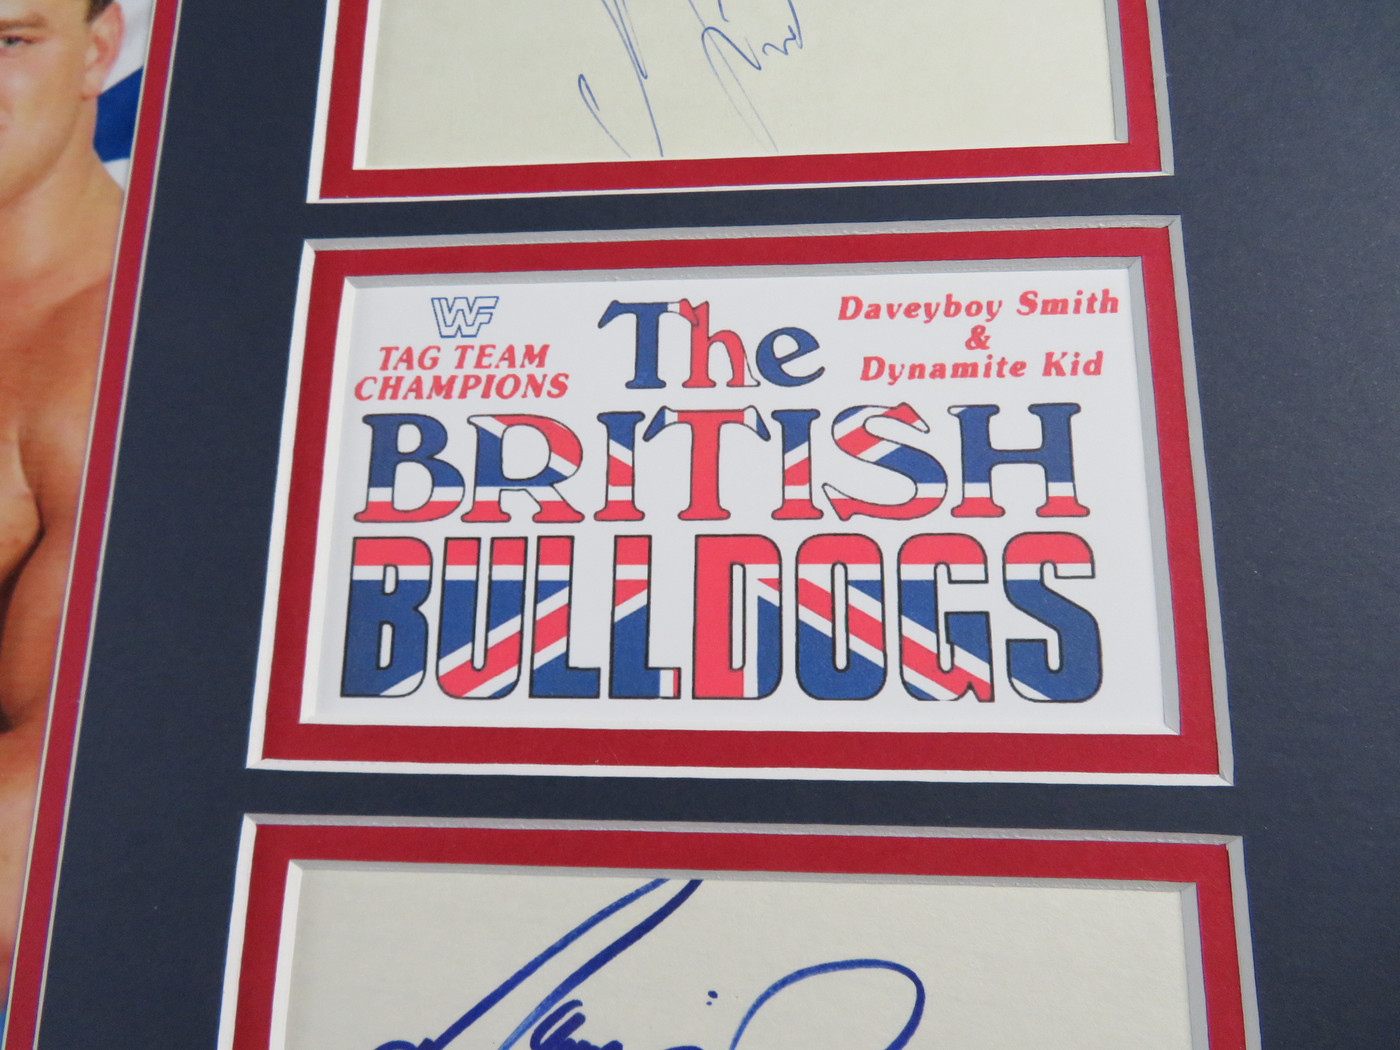 WF
TAG TEAM
CHAMPIONS
The
Daveyboy Smith
&
Dynamite Kid
BRITISH
BULLDOGS